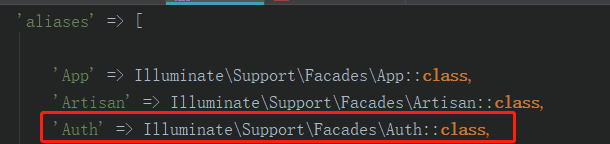 'aliases' => [
'App' => Illuminate\Support\Facades\App::class,
'Artisan' => Illuminate\Support\Facades\Artisan::class,
'Auth' => Illuminate\Support\Facades\Auth::class,